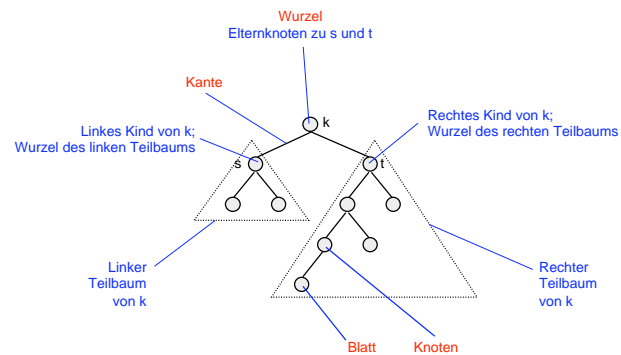 Wurzel
Elternknoten zu s und t
Kante
k
Linkes Kind von k;
Wurzel des linken Teilbaums
Rechtes Kind von k;
Wurzel des rechten Teilbaums
s
t
Linker
Teilbaum
von k
Rechter
Teilbaum
von k
Blatt
Knoten